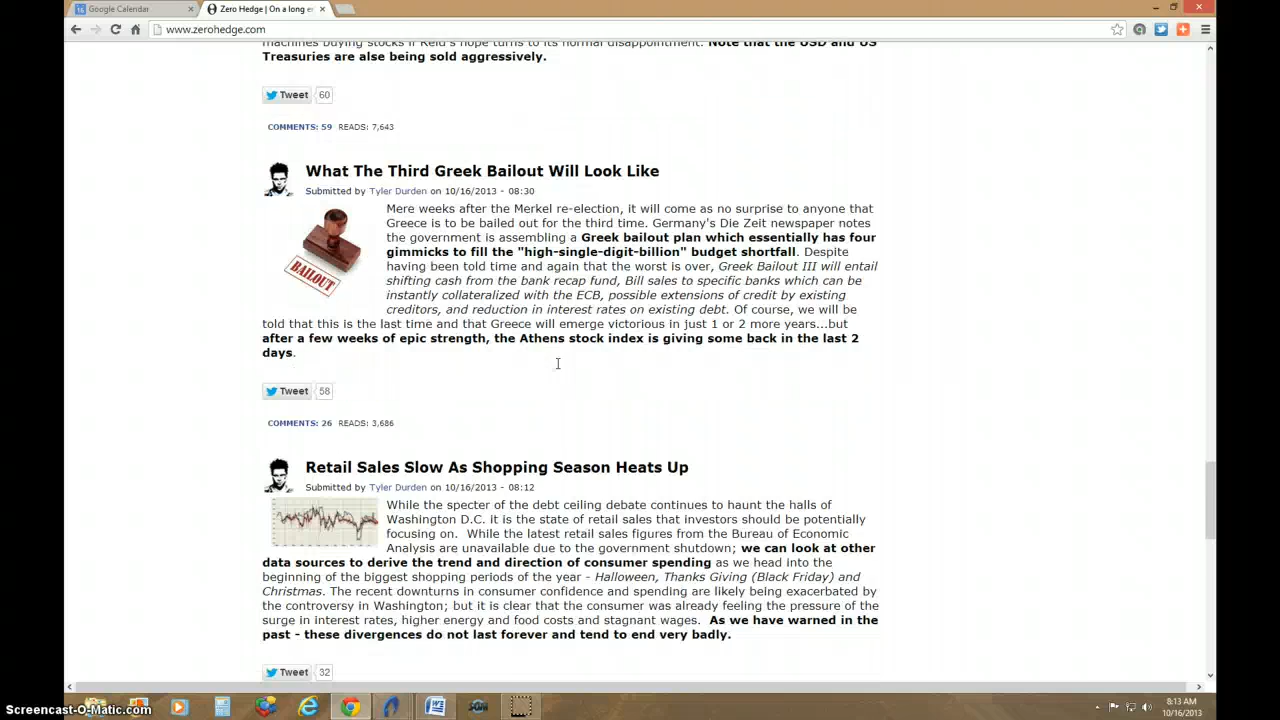 Google Calendar
Zero Hedge | On a long e
www.zerohedge.com
machines buying stocks if Reid's hope turns to its normal disappointment. Note that the USD and US
Treasuries are alse being sold aggressively.
Tweet 60
COMMENTS: 59 READS: 7,643
What The Third Greek Bailout Will Look Like
Submitted by Tyler Durden on 10/16/2013 - 08:30
Mere weeks after the Merkel re-election, it will come as no surprise to anyone that
Greece is to be bailed out for the third time. Germany's Die Zeit newspaper notes
the government is assembling a Greek bailout plan which essentially has four
gimmicks to fill the "high-single-digit-billion" budget shortfall. Despite
having been told time and again that the worst is over, Greek Bailout III will entail
shifting cash from the bank recap fund, Bill sales to specific banks which can be
instantly collateralized with the ECB, possible extensions of credit by existing
creditors, and reduction in interest rates on existing debt. Of course, we will be
told that this is the last time and that Greece will emerge victorious in just 1 or 2 more years...but
after a few weeks of epic strength, the Athens stock index is giving some back in the last 2
days.
BAILOUT
Tweet 58
COMMENTS: 26 READS: 3,686
Retail Sales Slow As Shopping Season Heats Up
Submitted by Tyler Durden on 10/16/2013 - 08:12
While the specter of the debt ceiling debate continues to haunt the halls of
Washington D.C. it is the state of retail sales that investors should be potentially
focusing on. While the latest retail sales figures from the Bureau of Economic
Analysis are unavailable due to the government shutdown; we can look at other
data sources to derive the trend and direction of consumer spending as we head into the
beginning of the biggest shopping periods of the year - Halloween, Thanks Giving (Black Friday) and
Christmas. The recent downturns in consumer confidence and spending are likely being exacerbated by
the controversy in Washington; but it is clear that the consumer was already feeling the pressure of the
surge in interest rates, higher energy and food costs and stagnant wages. As we have warned in the
past - these divergences do not last forever and tend to end very badly.
Tweet 32
8:13 AM
10/16/2013
Screencast-O-Matic.com